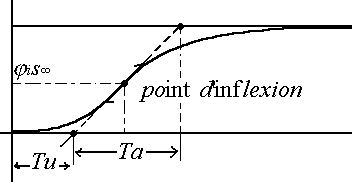 φis∞
point d'inflexion
Tu
Ta